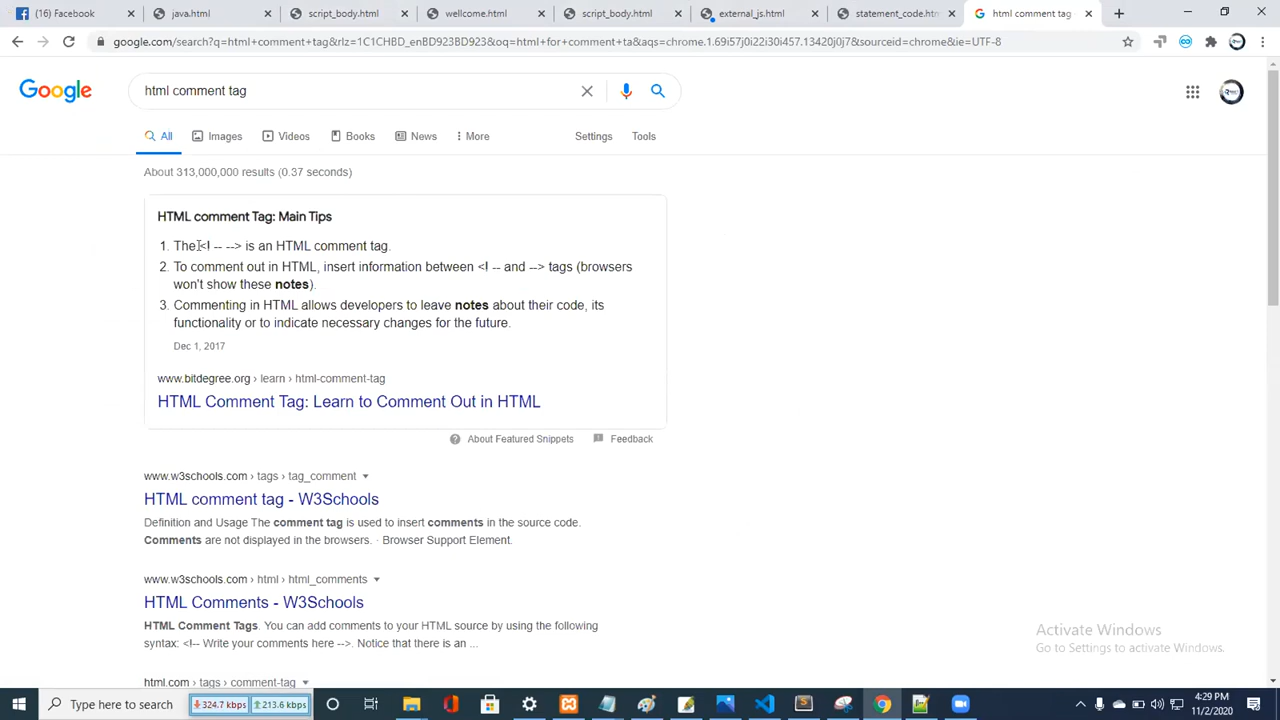 (16) Facebook
java.html
script_body.html
wellcome.html
script_body.html
external_js.html
statement_code.htm
html comment tag
google.com/search?q=html+comment+tag&rlz=1C1CHBD_enBD923BD923&oq=html+for+comment+ta&aqs=chrome.1.69i57j0i22i30i457.13420j0j7&sourceid=chrome&ie=UTF-8
Google
html comment tag
All
Images
Videos
Books
News
More
Settings
Tools
About 313,000,000 results (0.37 seconds)
HTML comment Tag: Main Tips
1. The <! -- --> is an HTML comment tag.
2. To comment out in HTML, insert information between <! -- and --> tags (browsers
won't show these notes).
3. Commenting in HTML allows developers to leave notes about their code, its
functionality or to indicate necessary changes for the future.
Dec 1, 2017
www.bitdegree.org › learn › html-comment-tag
HTML Comment Tag: Learn to Comment Out in HTML
About Featured Snippets
Feedback
www.w3schools.com › tags › tag_comment
HTML comment tag - W3Schools
Definition and Usage The comment tag is used to insert comments in the source code.
Comments are not displayed in the browsers. · Browser Support Element.
www.w3schools.com › html › html_comments
HTML Comments - W3Schools
HTML Comment Tags. You can add comments to your HTML source by using the following
syntax: <!-- Write your comments here -->. Notice that there is an ...
html.com › tags › comment-tag
Activate Windows
Go to Settings to activate Windows.
Type here to search
324.7 kbps
213.6 kbps
4:29 PM
11/2/2020